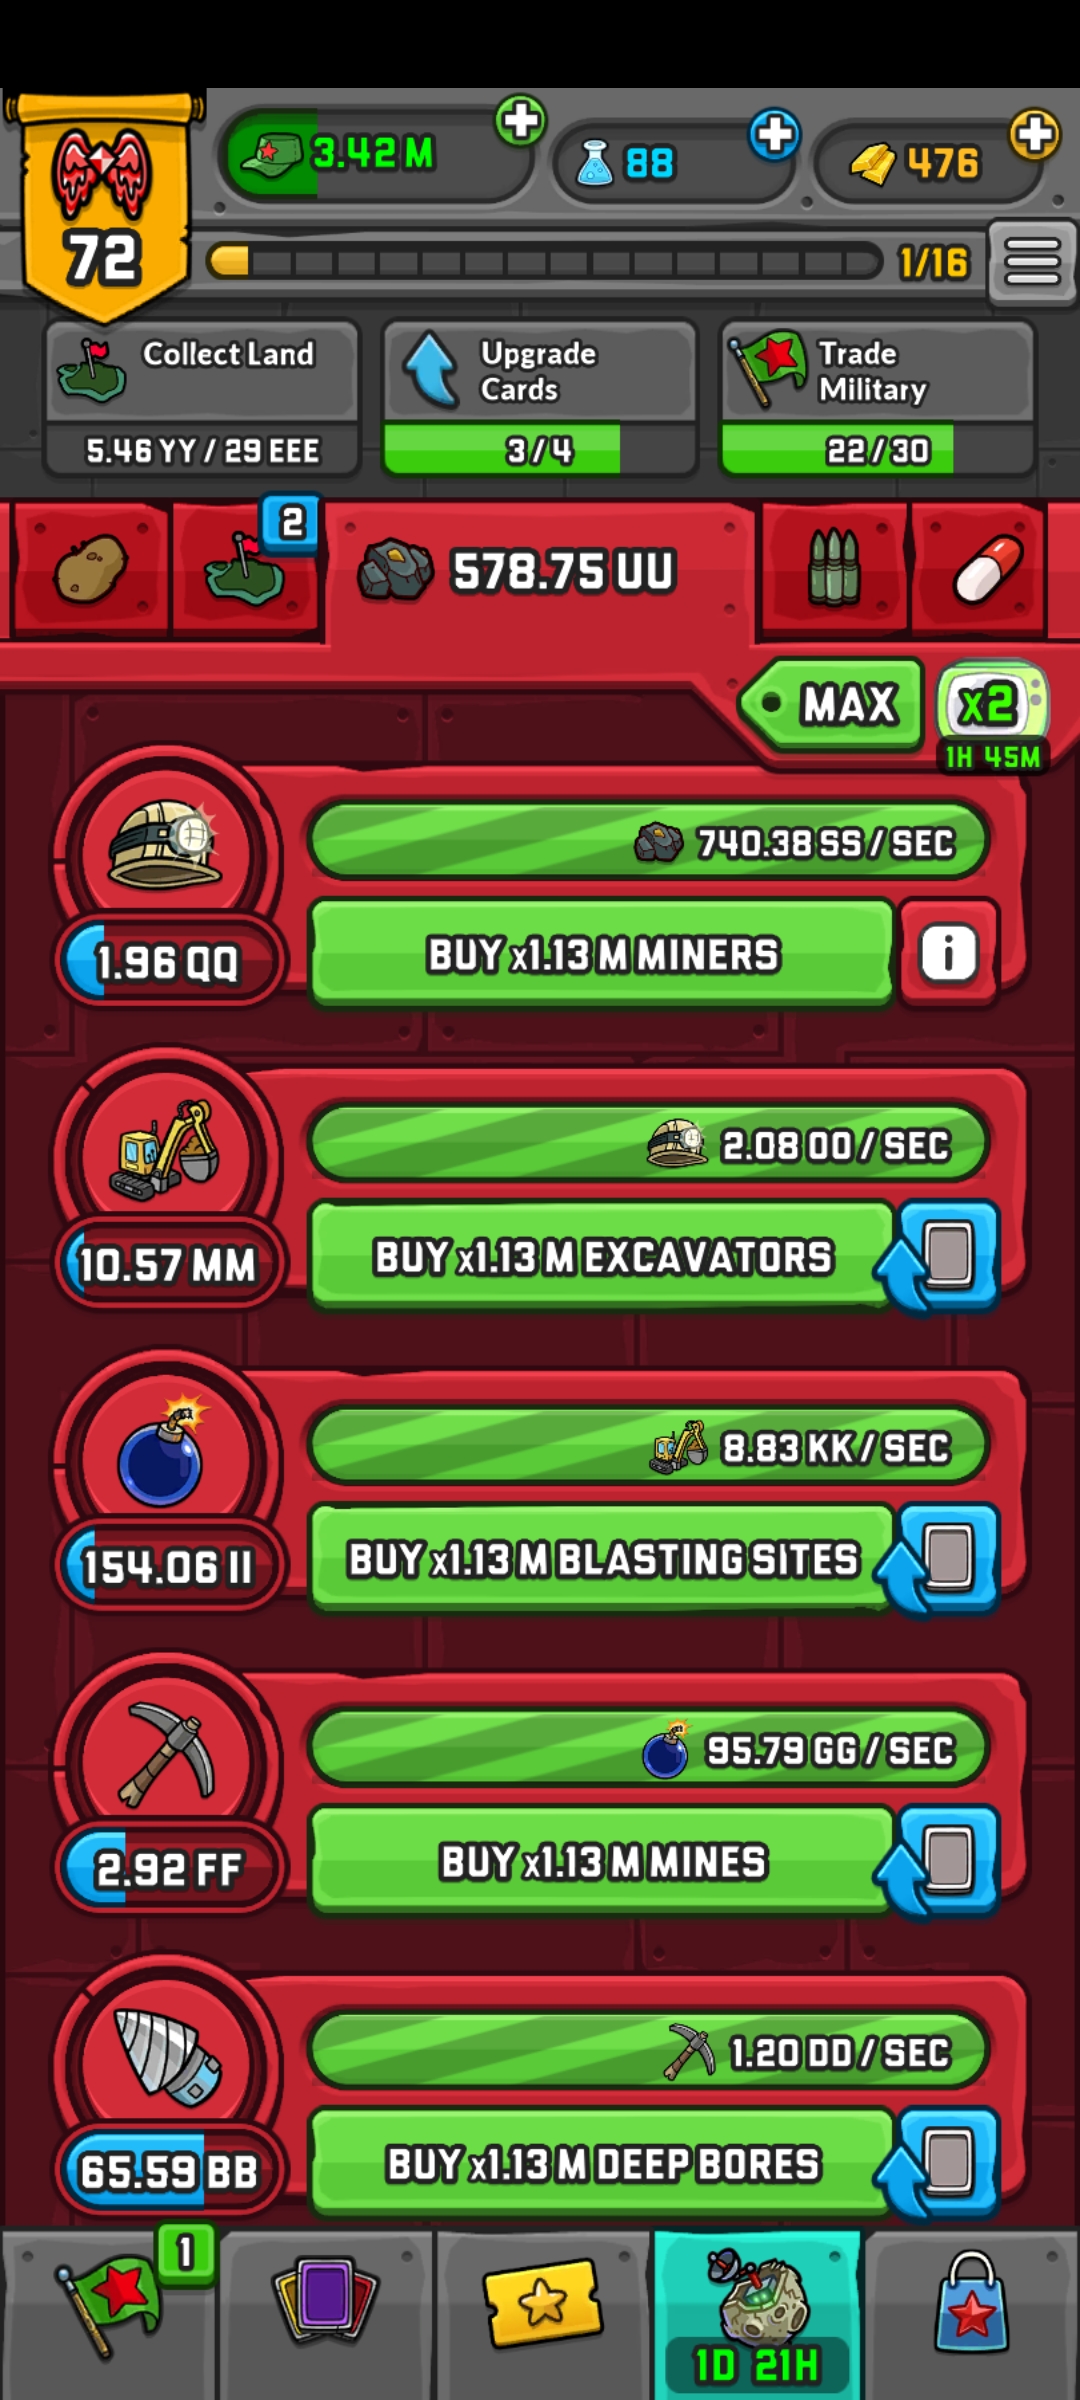 3.42 M
88
476
72
1/16
Collect Land
5.46 YY / 29 EEE
Upgrade
Cards
3/4
Trade
Military
22/30
2
578.75 UU
MAX
x2
1H 45M
740.38 SS / SEC
1.96 QQ
BUY x1.13 M MINERS
i
2.08 OO / SEC
10.57 MM
BUY x1.13 M EXCAVATORS
8.83 KK / SEC
154.06 II
BUY x1.13 M BLASTING SITES
95.79 GG / SEC
2.92 FF
BUY x1.13 M MINES
1.20 DD / SEC
65.59 BB
BUY x1.13 M DEEP BORES
1
1D 21H